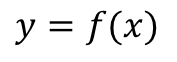 y = f(x)